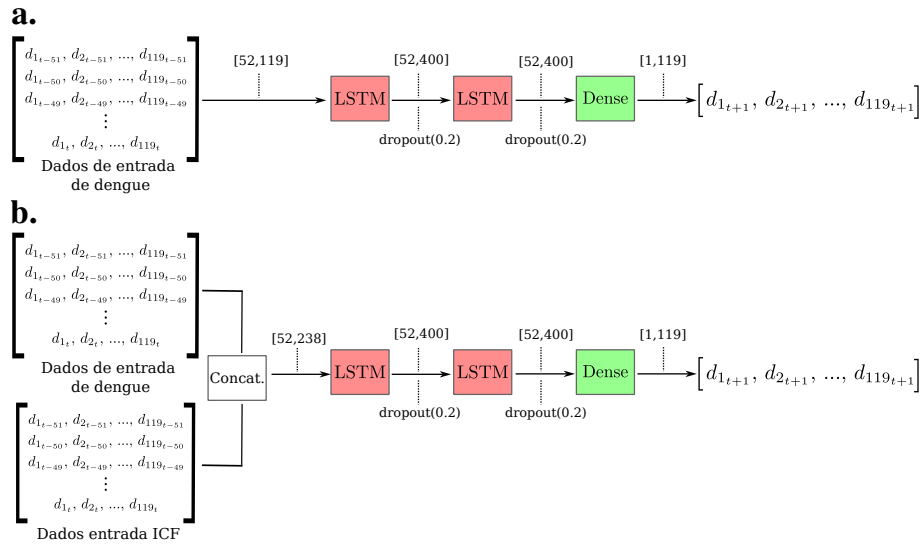 a.
d₁ₜ₋₅₁, d₂ₜ₋₅₁, ..., d₁₁₉ₜ₋₅₁
d₁ₜ₋₅₀, d₂ₜ₋₅₀, ..., d₁₁₉ₜ₋₅₀
d₁ₜ₋₄₉, d₂ₜ₋₄₉, ..., d₁₁₉ₜ₋₄₉
⋮
d₁ₜ, d₂ₜ, ..., d₁₁₉ₜ
Dados de entrada
de dengue
[52,119]
LSTM
[52,400]
dropout(0.2)
LSTM
[52,400]
dropout(0.2)
Dense
[1,119]
[d₁ₜ₊₁, d₂ₜ₊₁, ..., d₁₁₉ₜ₊₁]
b.
d₁ₜ₋₅₁, d₂ₜ₋₅₁, ..., d₁₁₉ₜ₋₅₁
d₁ₜ₋₅₀, d₂ₜ₋₅₀, ..., d₁₁₉ₜ₋₅₀
d₁ₜ₋₄₉, d₂ₜ₋₄₉, ..., d₁₁₉ₜ₋₄₉
⋮
d₁ₜ, d₂ₜ, ..., d₁₁₉ₜ
Dados de entrada
de dengue
d₁ₜ₋₅₁, d₂ₜ₋₅₁, ..., d₁₁₉ₜ₋₅₁
d₁ₜ₋₅₀, d₂ₜ₋₅₀, ..., d₁₁₉ₜ₋₅₀
d₁ₜ₋₄₉, d₂ₜ₋₄₉, ..., d₁₁₉ₜ₋₄₉
⋮
d₁ₜ, d₂ₜ, ..., d₁₁₉ₜ
Dados entrada ICF
Concat.
[52,238]
LSTM
[52,400]
dropout(0.2)
LSTM
[52,400]
dropout(0.2)
Dense
[1,119]
[d₁ₜ₊₁, d₂ₜ₊₁, ..., d₁₁₉ₜ₊₁]